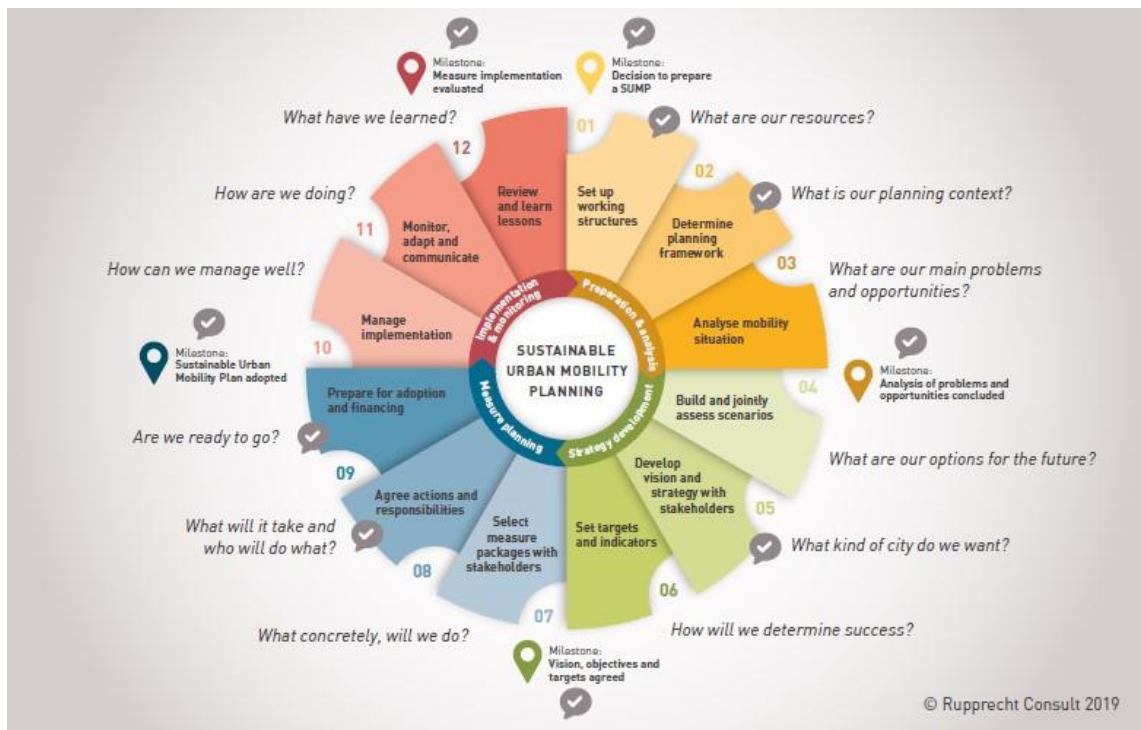 Milestone:
Measure implementation
evaluated
Milestone:
Decision to prepare
a SUMP
What have we learned?
What are our resources?
12
01
Review
and learn
lessons
Set up
working
structures
02
What is our planning context?
Determine
planning
framework
03
What are our main problems
and opportunities?
Analyse mobility
situation
Milestone:
Analysis of problems and
opportunities concluded
04
Build and jointly
assess scenarios
What are our options for the future?
05
Develop
vision and
strategy with
stakeholders
What kind of city do we want?
06
Set targets
and indicators
How will we determine success?
Milestone:
Vision, objectives and
targets agreed
07
Select
measure
packages with
stakeholders
What concretely, will we do?
08
Agree actions and
responsibilities
What will it take and
who will do what?
09
Prepare for adoption
and financing
Are we ready to go?
Milestone:
Sustainable Urban
Mobility Plan adopted
10
Manage
implementation
How can we manage well?
11
Monitor,
adapt and
communicate
How are we doing?
Implementation
& monitoring
Preparation & analysis
Strategy development
Measure planning
SUSTAINABLE
URBAN MOBILITY
PLANNING
© Rupprecht Consult 2019